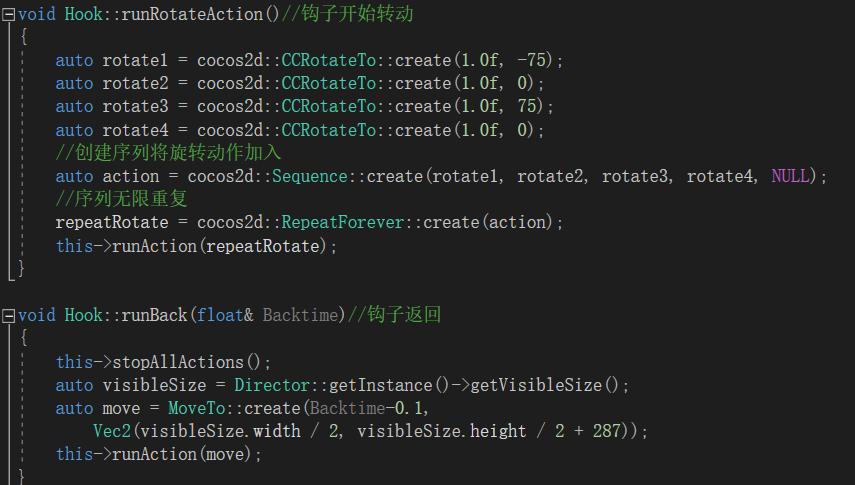 void Hook::runRotateAction()//钩子开始转动
{
auto rotate1 = cocos2d::CCRotateTo::create(1.0f, -75);
auto rotate2 = cocos2d::CCRotateTo::create(1.0f, 0);
auto rotate3 = cocos2d::CCRotateTo::create(1.0f, 75);
auto rotate4 = cocos2d::CCRotateTo::create(1.0f, 0);
//创建序列将旋转动作加入
auto action = cocos2d::Sequence::create(rotate1, rotate2, rotate3, rotate4, NULL);
//序列无限重复
repeatRotate = cocos2d::RepeatForever::create(action);
this->runAction(repeatRotate);
}
void Hook::runBack(float& Backtime)//钩子返回
{
this->stopAllActions();
auto visibleSize = Director::getInstance()->getVisibleSize();
auto move = MoveTo::create(Backtime-0.1,
Vec2(visibleSize.width / 2, visibleSize.height / 2 + 287));
this->runAction(move);
}